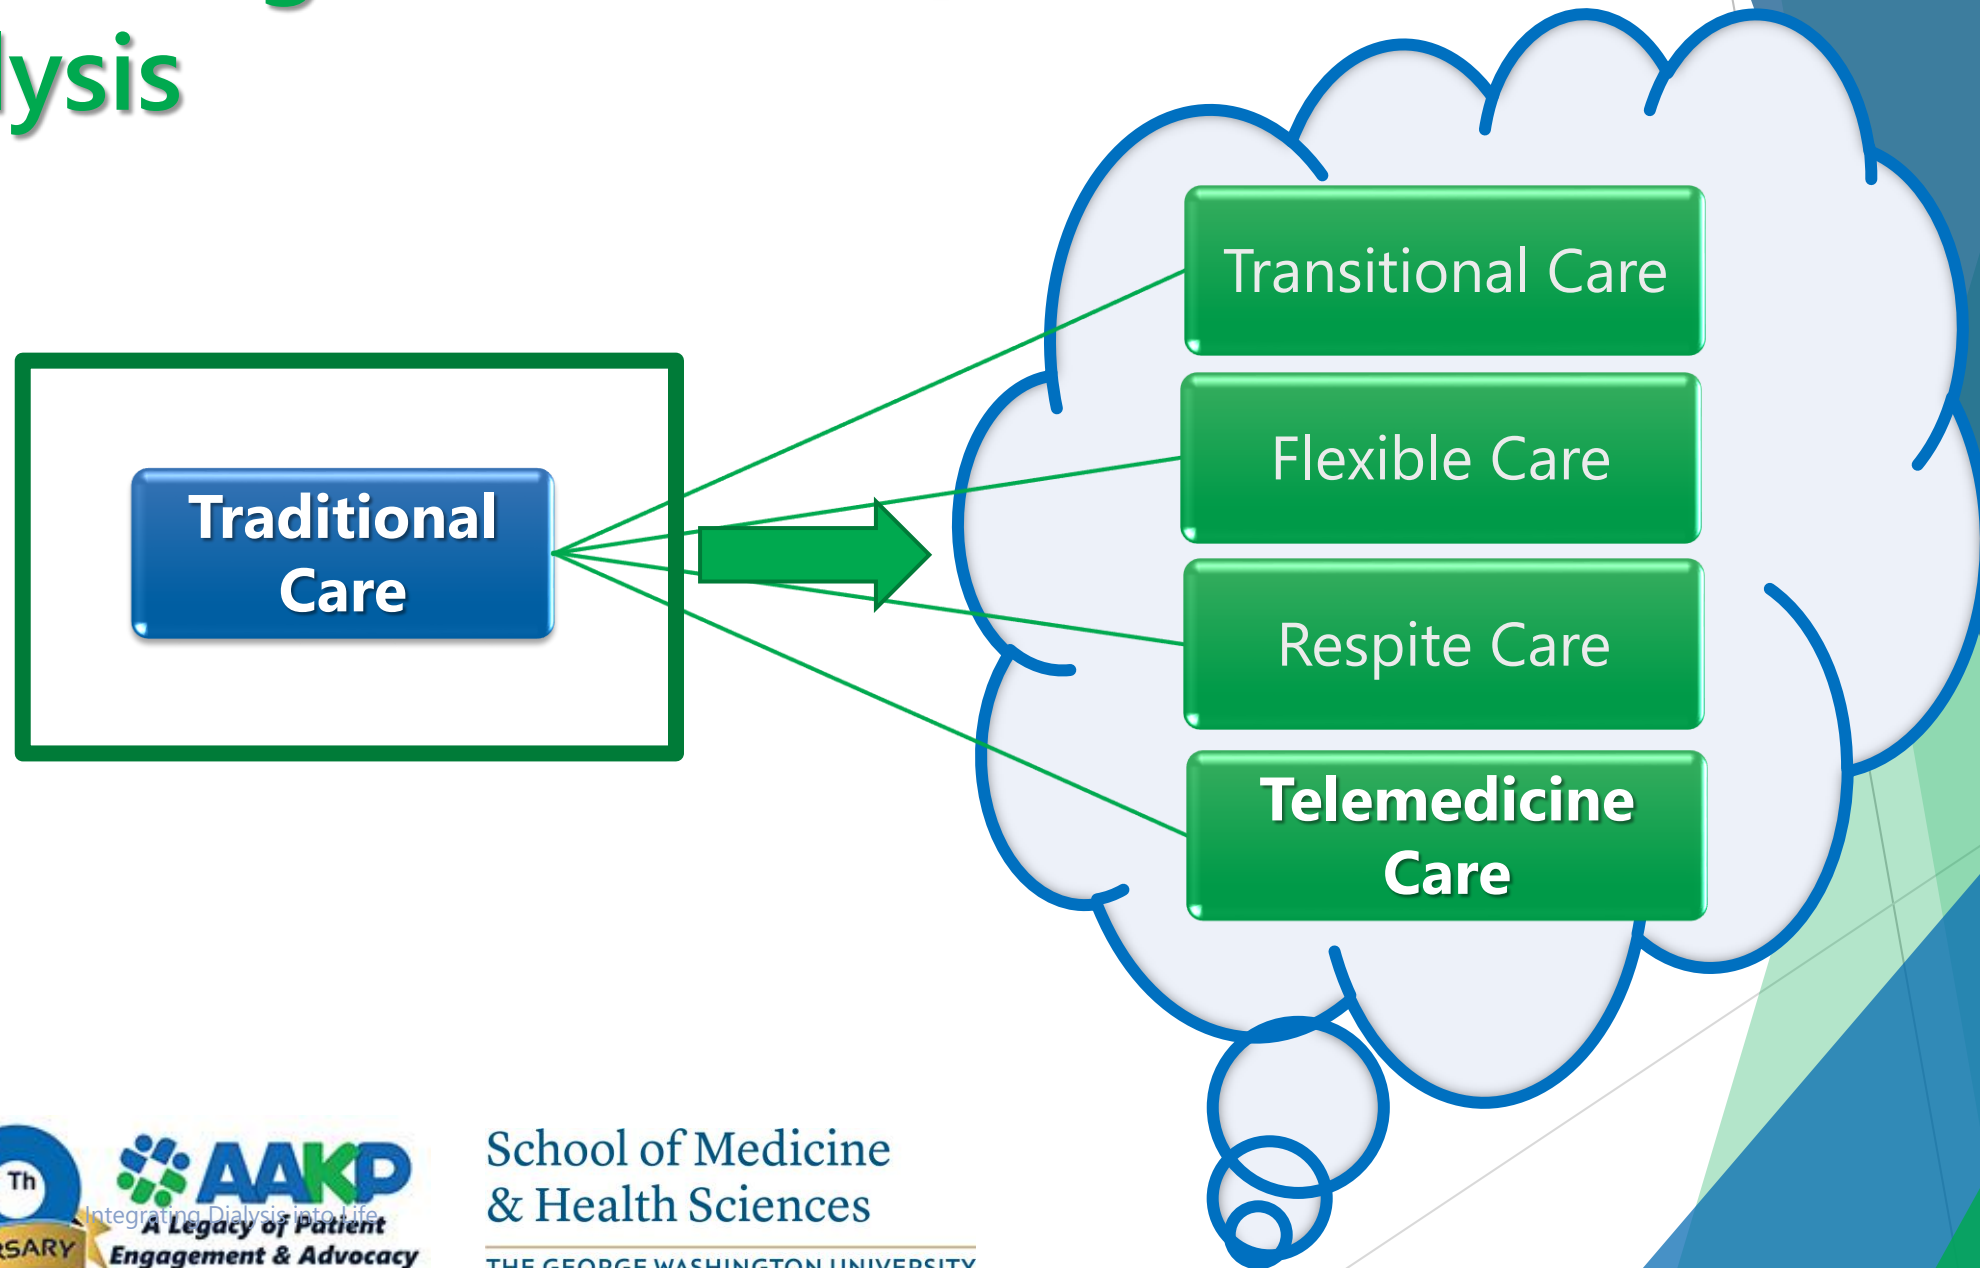 lysis
Transitional Care
Flexible Care
Traditional
Care
Respite Care
Telemedicine
Care
Th
SARY
AAKP
Integrating Dialysis into Life
A Legacy of Patient
Engagement & Advocacy
School of Medicine
& Health Sciences
THE GEORGE WASHINGTON UNIVERSITY